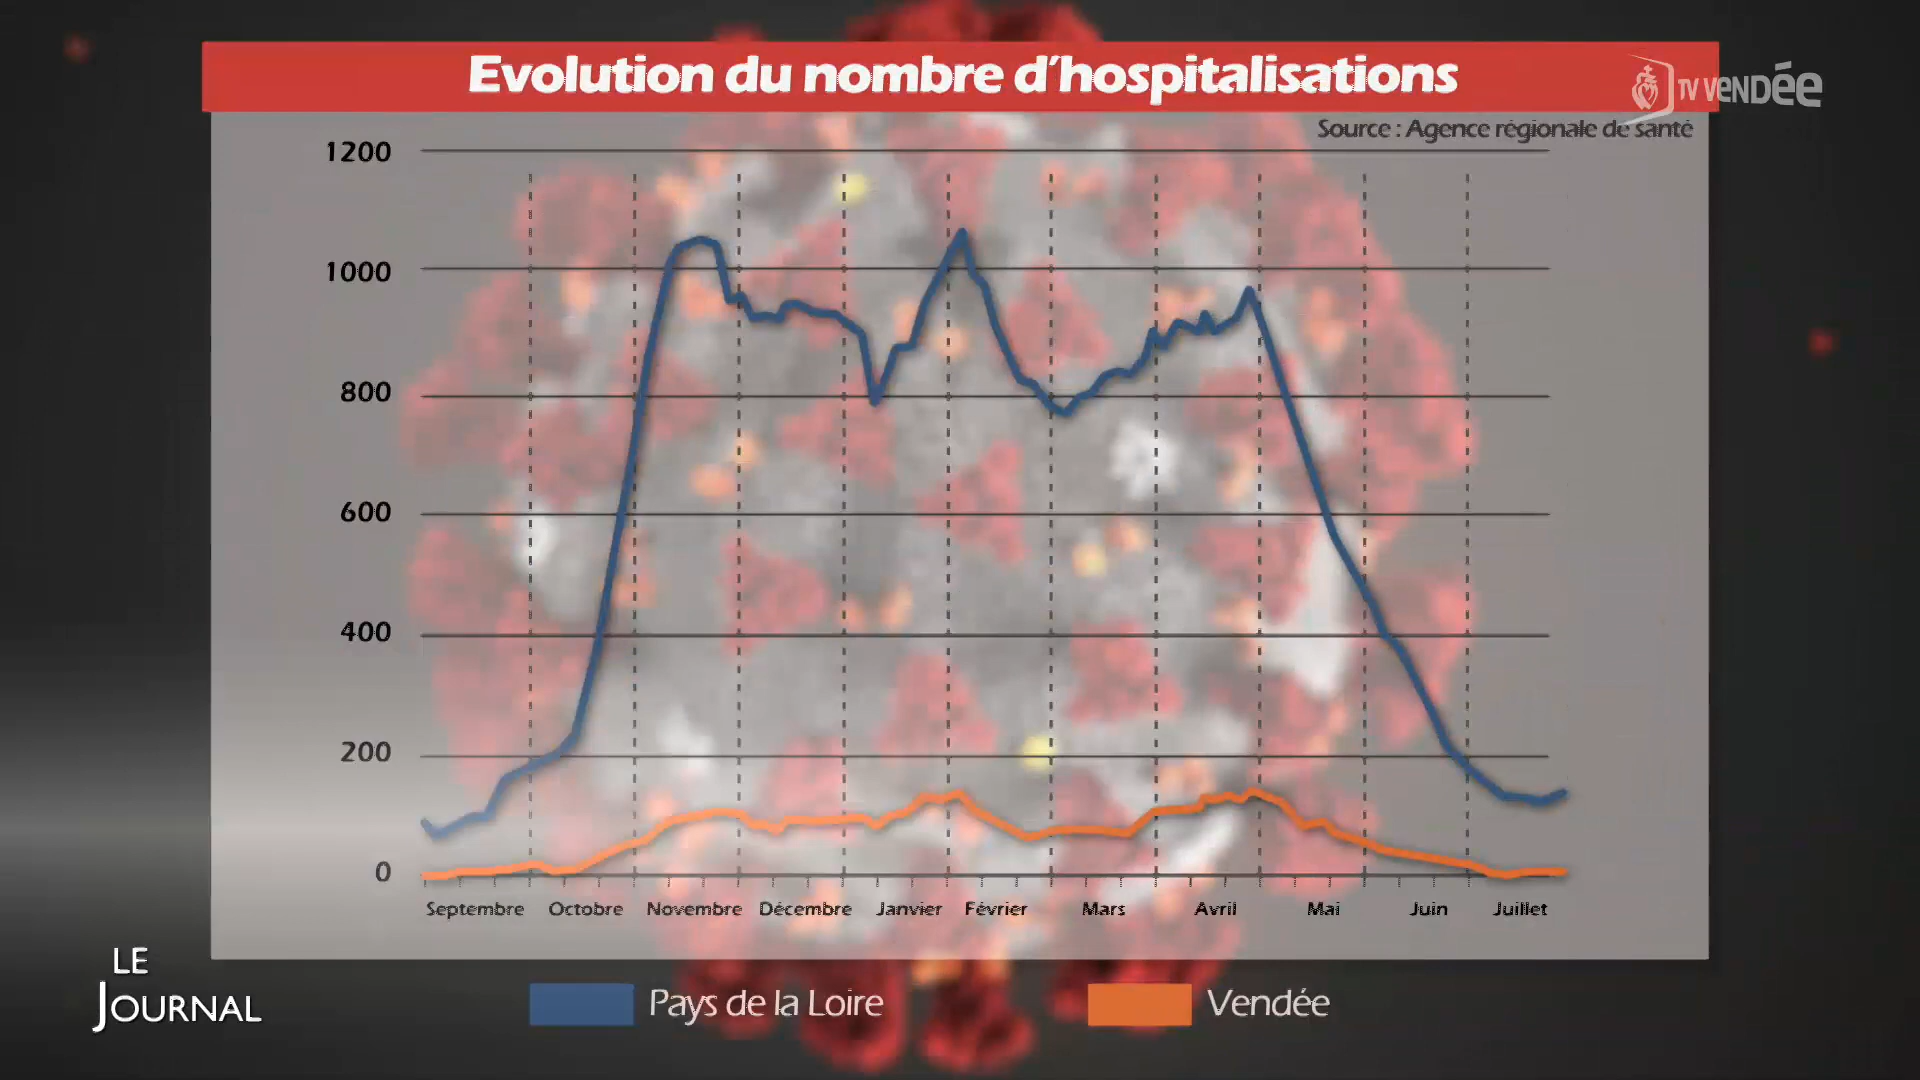 Evolution du nombre d'hospitalisations
TV VENDÉE
Source : Agence régionale de santé
1200
1000
800
600
400
200
0
Septembre Octobre Novembre Décembre Janvier Février Mars Avril Mai Juin Juillet
LE
JOURNAL
Pays de la Loire Vendée